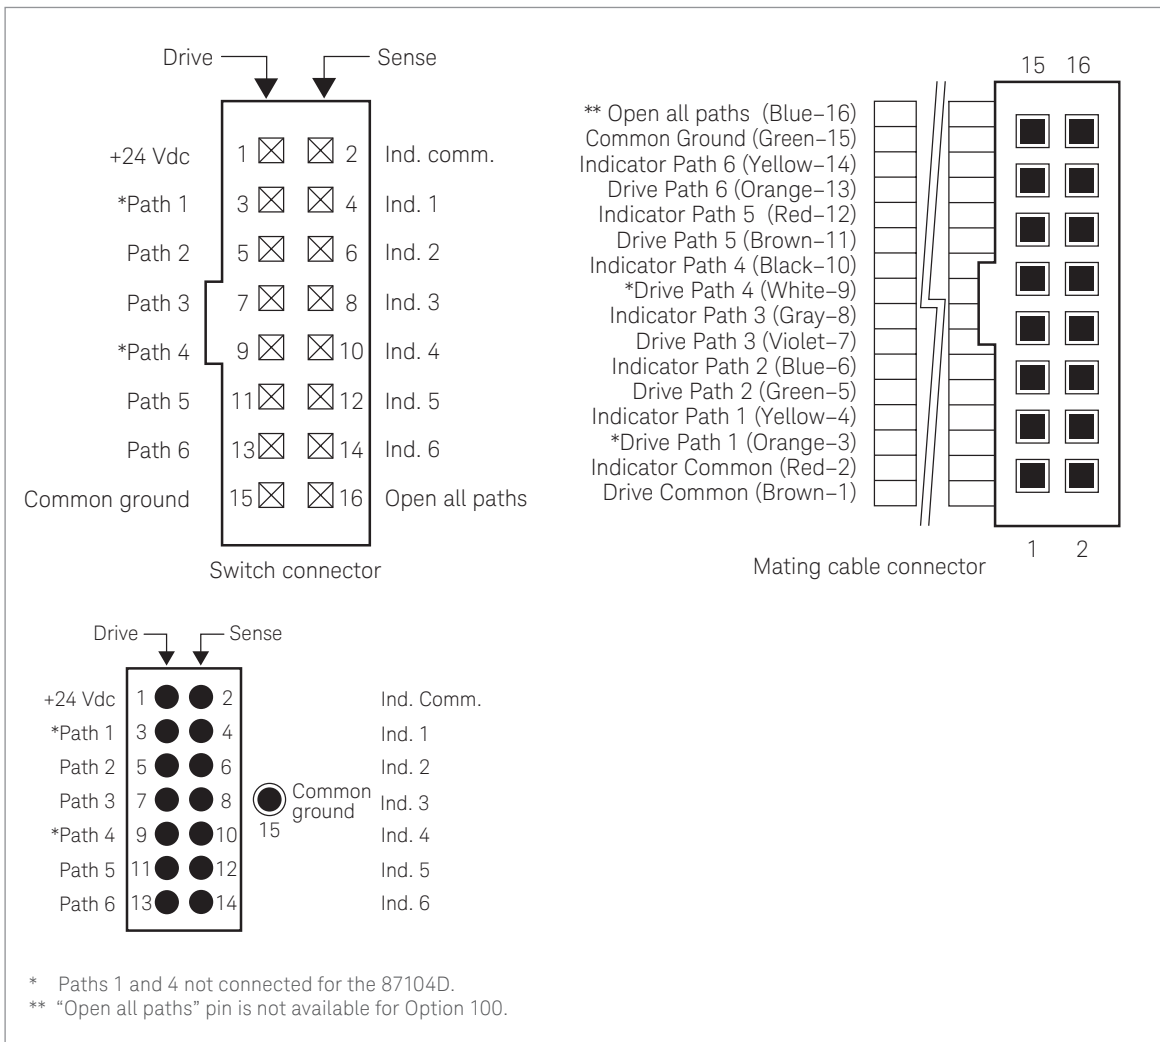 Drive Sense
+24 Vdc 1 2 Ind. comm.
*Path 1 3 4 Ind. 1
Path 2 5 6 Ind. 2
Path 3 7 8 Ind. 3
*Path 4 9 10 Ind. 4
Path 5 11 12 Ind. 5
Path 6 13 14 Ind. 6
Common ground 15 16 Open all paths
Switch connector
15 16
** Open all paths (Blue–16)
Common Ground (Green–15)
Indicator Path 6 (Yellow–14)
Drive Path 6 (Orange–13)
Indicator Path 5 (Red–12)
Drive Path 5 (Brown–11)
Indicator Path 4 (Black–10)
*Drive Path 4 (White–9)
Indicator Path 3 (Gray–8)
Drive Path 3 (Violet–7)
Indicator Path 2 (Blue–6)
Drive Path 2 (Green–5)
Indicator Path 1 (Yellow–4)
*Drive Path 1 (Orange–3)
Indicator Common (Red–2)
Drive Common (Brown–1)
1 2
Mating cable connector
Drive Sense
+24 Vdc 1 2 Ind. Comm.
*Path 1 3 4 Ind. 1
Path 2 5 6 Ind. 2
Path 3 7 8 Common ground 15 Ind. 3
*Path 4 9 10 Ind. 4
Path 5 11 12 Ind. 5
Path 6 13 14 Ind. 6
* Paths 1 and 4 not connected for the 87104D.
** “Open all paths” pin is not available for Option 100.